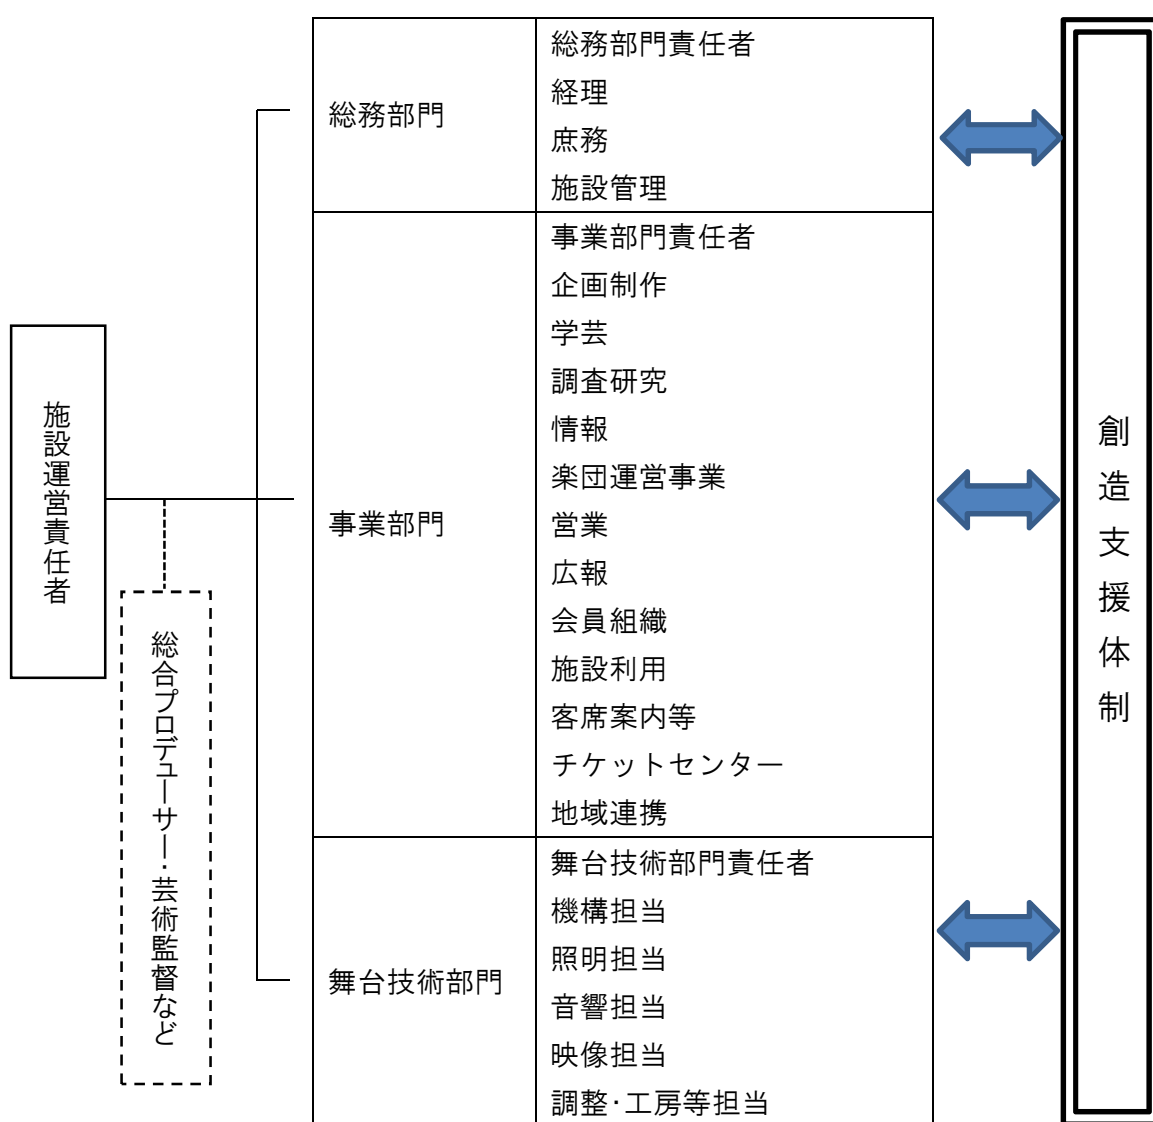 施設運営責任者
総合プロデューサー・芸術監督など
総務部門
総務部門責任者
経理
庶務
施設管理
事業部門
事業部門責任者
企画制作
学芸
調査研究
情報
楽団運営事業
営業
広報
会員組織
施設利用
客席案内等
チケットセンター
地域連携
舞台技術部門
舞台技術部門責任者
機構担当
照明担当
音響担当
映像担当
調整・工房等担当
創造支援体制